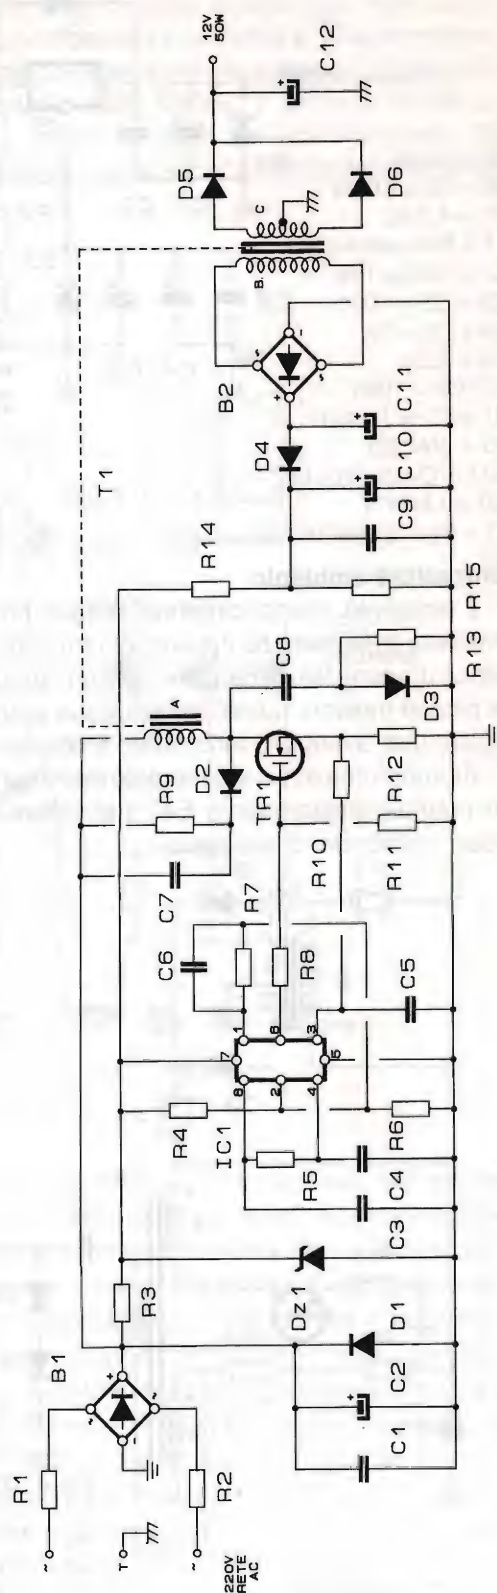 12V
50W
C12
D5
D6
C
B.
B2
+
-
~
~
D4
C11
C10
C9
T1
R14
R15
R13
D3
C8
A
R9
D2
TR1
C7
R12
R10
R11
R7
C6
R8
C5
1
6
3
7
5
8
2
4
IC1
R4
R5
R6
C4
C3
R3
Dz1
D1
B1
+
-
~
~
C2
C1
R1
R2
~
T
~
220V
RETE
AC